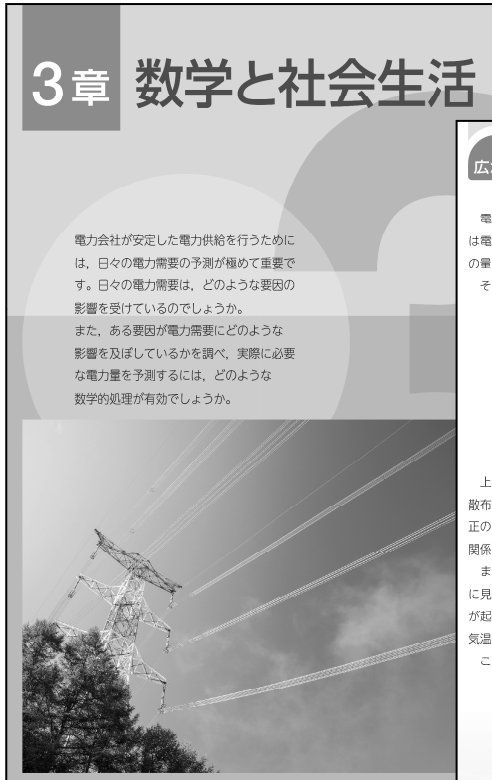 3章 数学と社会生活
電力会社が安定した電力供給を行うために
は，日々の電力需要の予測が極めて重要で
す。日々の電力需要は，どのような要因の
影響を受けているのでしょうか。
また，ある要因が電力需要にどのような
影響を及ぼしているかを調べ，実際に必要
な電力量を予測するには，どのような
数学的処理が有効でしょうか。
広
電
は電
の量
そ
上
散布
正の
関係
ま
に見
が起
気温
こ